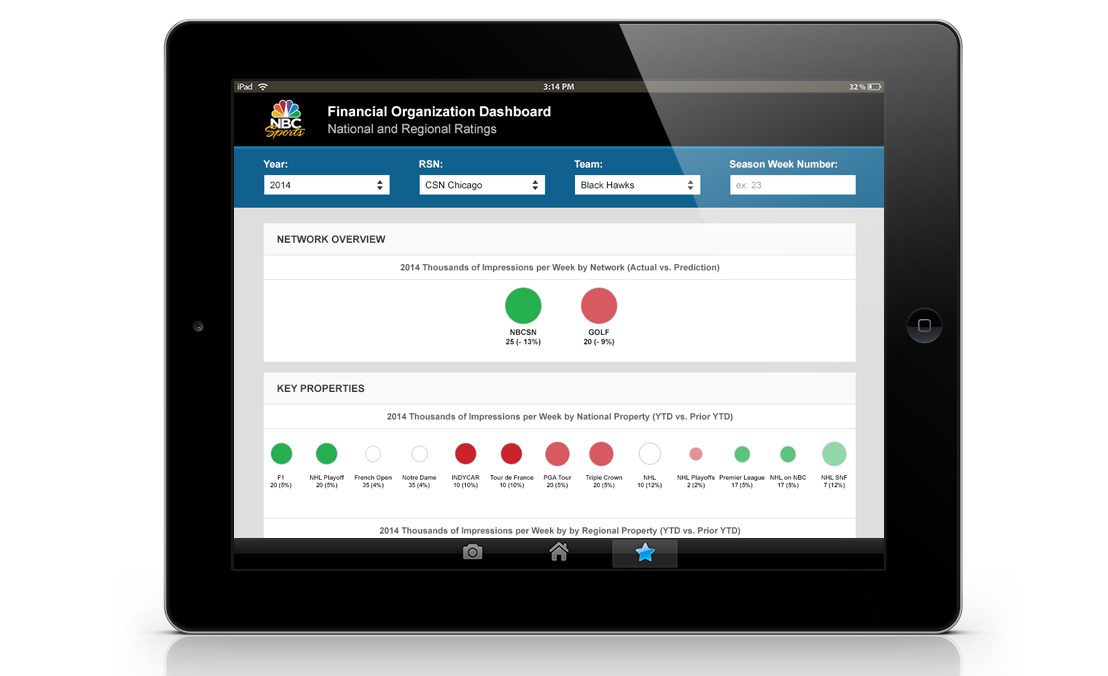 iPad
3:14 PM
32%
NBC
Sports
Financial Organization Dashboard
National and Regional Ratings
Year:
RSN:
Team:
Season Week Number:
2014
CSN Chicago
Black Hawks
ex: 23
NETWORK OVERVIEW
2014 Thousands of Impressions per Week by Network (Actual vs. Prediction)
NBCSN
25 (- 13%)
GOLF
20 (- 9%)
KEY PROPERTIES
2014 Thousands of Impressions per Week by National Property (YTD vs. Prior YTD)
F1
20 (5%)
NHL Playoff
20 (5%)
French Open
35 (4%)
Notre Dame
35 (4%)
INDYCAR
10 (10%)
Tour de France
10 (10%)
PGA Tour
20 (5%)
Triple Crown
20 (5%)
NHL
10 (12%)
NHL Playoffs
2 (2%)
Premier League
17 (5%)
NHL on NBC
17 (5%)
NHL SNF
7 (12%)
2014 Thousands of Impressions per Week by by Regional Property (YTD vs. Prior YTD)